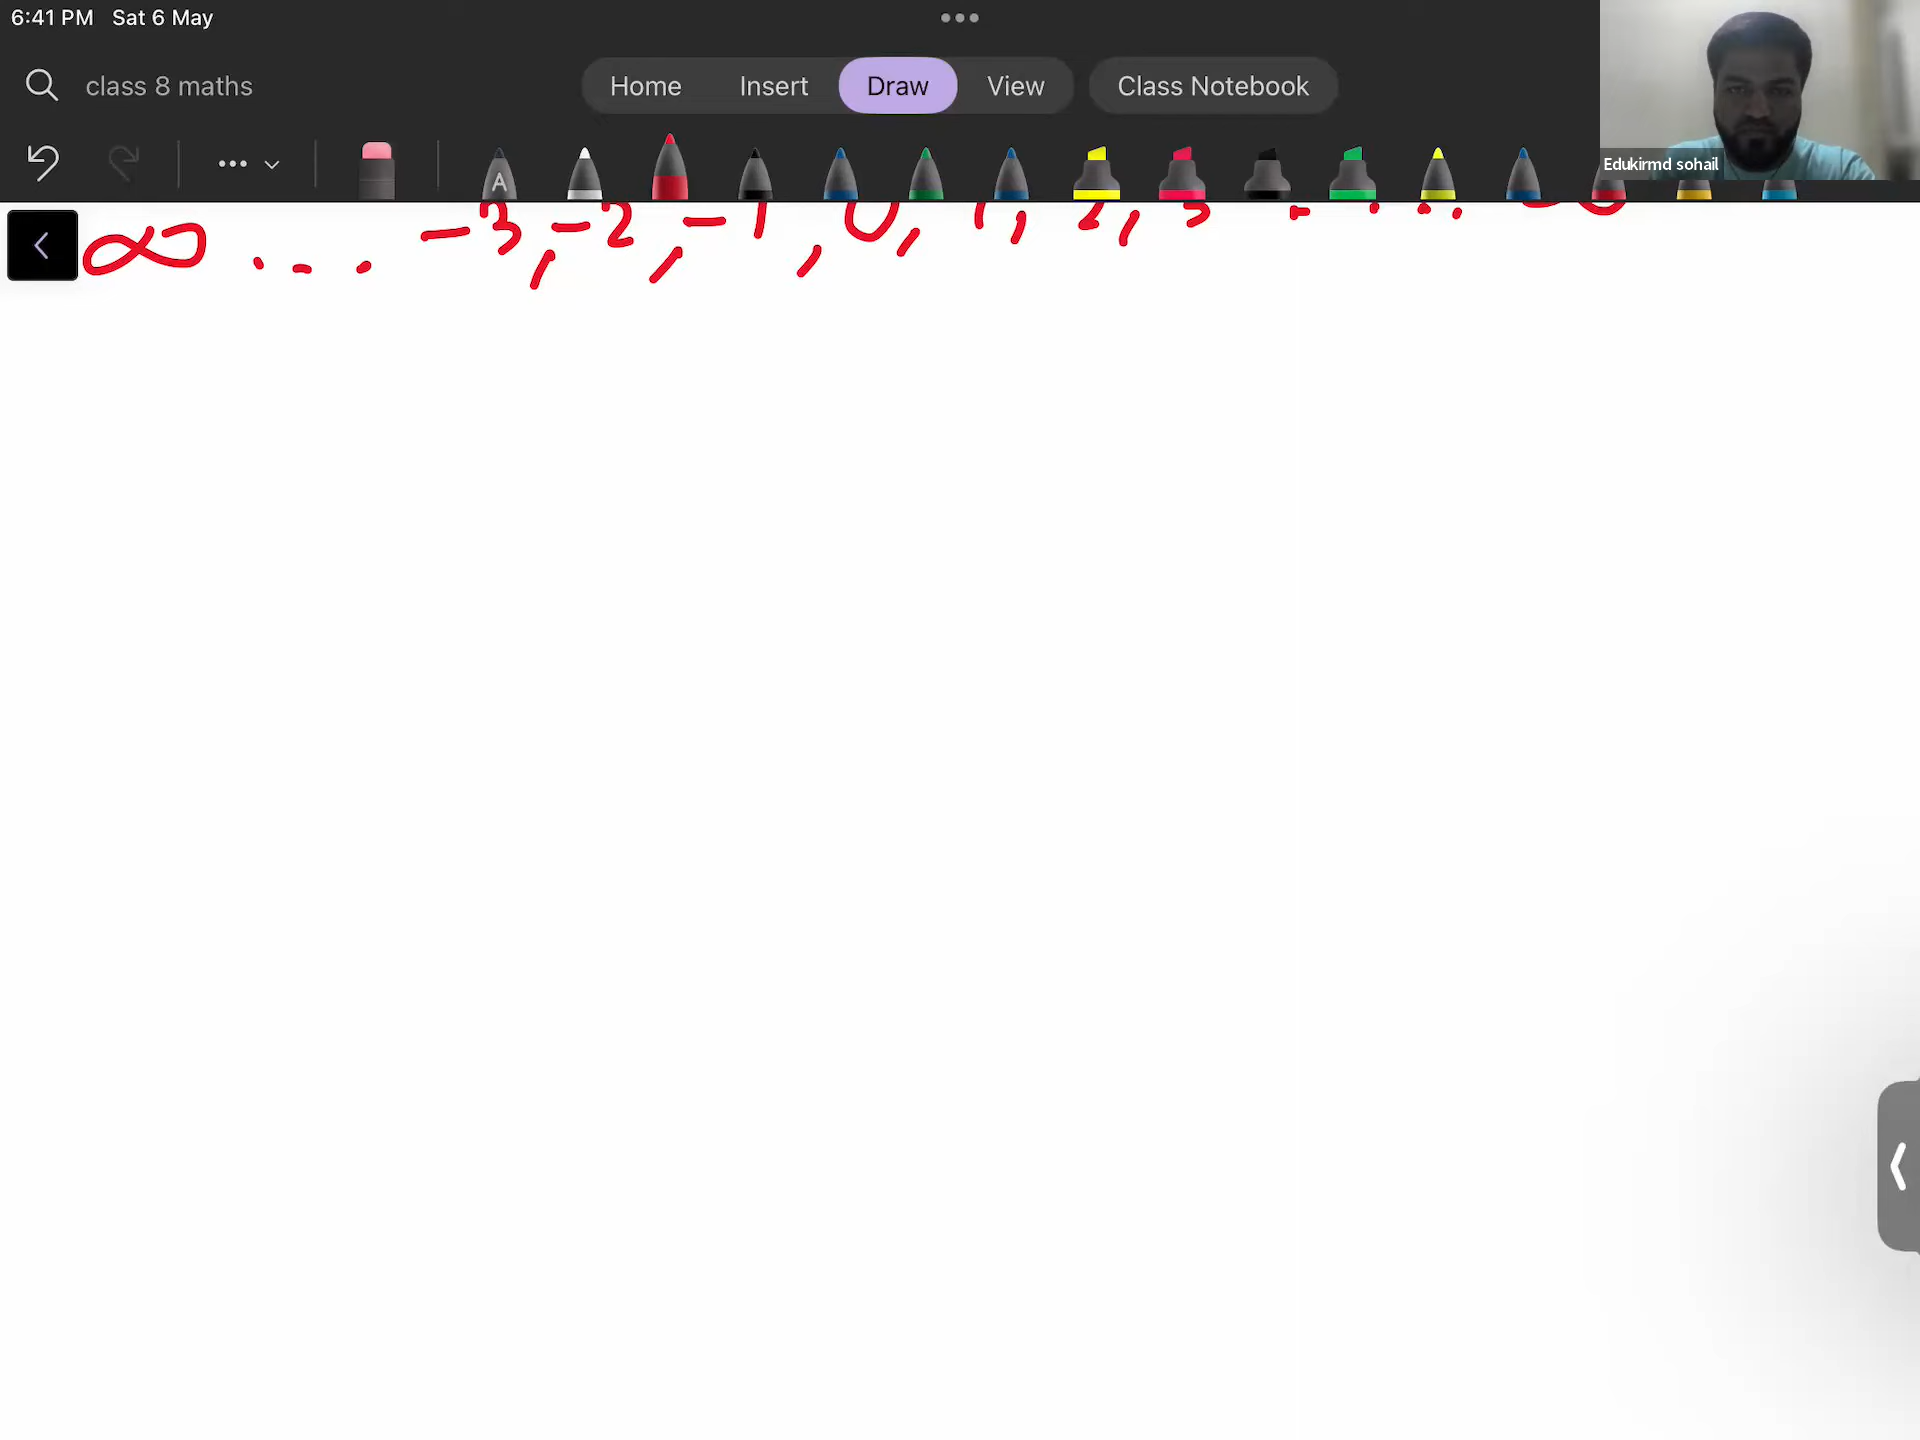 6:41 PM Sat 6 May
class 8 maths
Home Insert Draw View Class Notebook
A
Edukirmd sohail
∞ ... -3, -2, -1, 0, 1, 2, 3 .... ∞